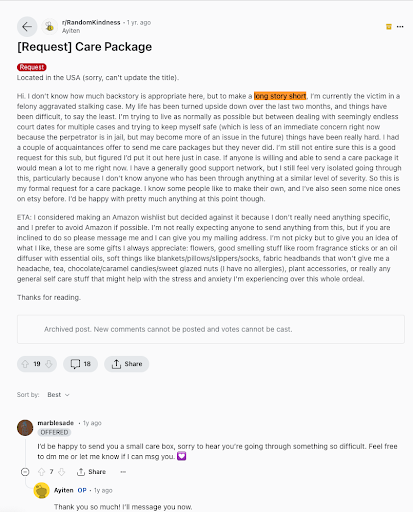 r/RandomKindness • 1 yr. ago
Ayiten
[Request] Care Package
Request
Located in the USA (sorry, can't update the title).
Hi. I don't know how much backstory is appropriate here, but to make a long story short, I'm currently the victim in a
felony aggravated stalking case. My life has been turned upside down over the last two months, and things have
been difficult, to say the least. I'm trying to live as normally as possible but between dealing with seemingly endless
court dates for multiple cases and trying to keep myself safe (which is less of an immediate concern right now
because the perpetrator is in jail, but may become more of an issue in the future) things have been really hard. I had
a couple of acquaintances offer to send me care packages but they never did. I'm still not entire sure this is a good
request for this sub, but figured I'd put it out here just in case. If anyone is willing and able to send a care package it
would mean a lot to me right now. I have a generally good support network, but I still feel very isolated going through
this, particularly because I don't know anyone who has been through anything at a similar level of severity. So this is
my formal request for a care package. I know some people like to make their own, and I've also seen some nice ones
on etsy before. I'd be happy with pretty much anything at this point though.
ETA: I considered making an Amazon wishlist but decided against it because I don't really need anything specific,
and I prefer to avoid Amazon if possible. I'm not really expecting anyone to send anything from this, but if you are
inclined to do so please message me and I can give you my mailing address. I'm not picky but to give you an idea of
what I like, these are some gifts I always appreciate: flowers, good smelling stuff like room fragrance sticks or an oil
diffuser with essential oils, soft things like blankets/pillows/slippers/socks, fabric headbands that won't give me a
headache, tea, chocolate/caramel candies/sweet glazed nuts (I have no allergies), plant accessories, or really any
general self care stuff that might help with the stress and anxiety I'm experiencing over this whole ordeal.
Thanks for reading.
Archived post. New comments cannot be posted and votes cannot be cast.
19 18 Share
Sort by: Best
marblesade • 1y ago
OFFERED
I'd be happy to send you a small care box, sorry to hear you're going through something so difficult. Feel free
to dm me or let me know if I can msg you. 💟
7 Share
Ayiten OP • 1y ago
Thank you so much! I'll message you now.